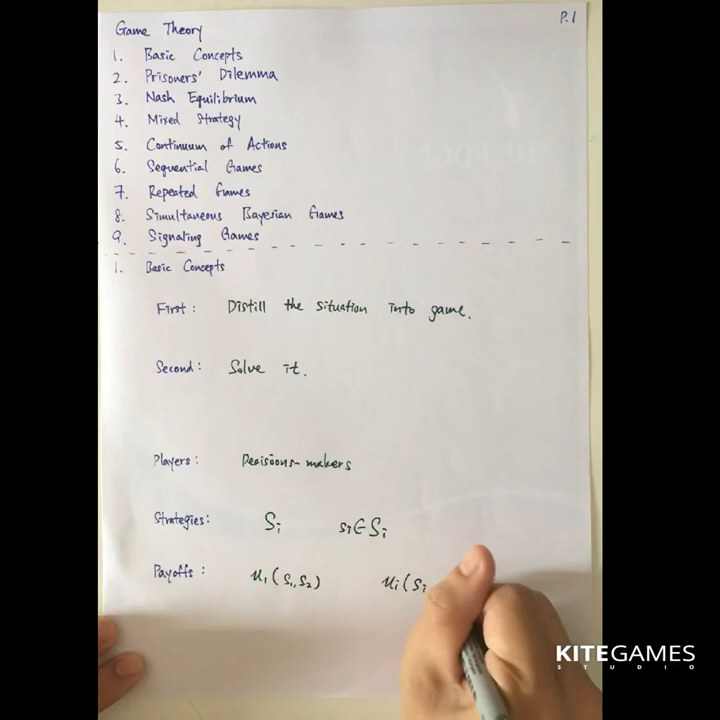 P.1
Game Theory
1. Basic Concepts
2. Prisoners' Dilemma
3. Nash Equilibrium
4. Mixed Strategy
5. Continuum of Actions
6. Sequential Games
7. Repeated Games
8. Simultaneous Bayesian Games
9. Signaling Games
1. Basic Concepts
First: Distill the situation into game.
Second: Solve it.
Players: Decisions-makers
Strategies: Si si∈Si
Payoffs: u1(s1,s2) ui(si
KITEGAMES
STUDIO